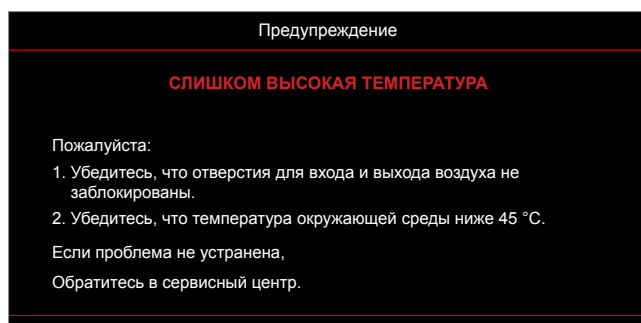 Предупреждение
СЛИШКОМ ВЫСОКАЯ ТЕМПЕРАТУРА
Пожалуйста:
1. Убедитесь, что отверстия для входа и выхода воздуха не
заблокированы.
2. Убедитесь, что температура окружающей среды ниже 45 °C.
Если проблема не устранена,
Обратитесь в сервисный центр.